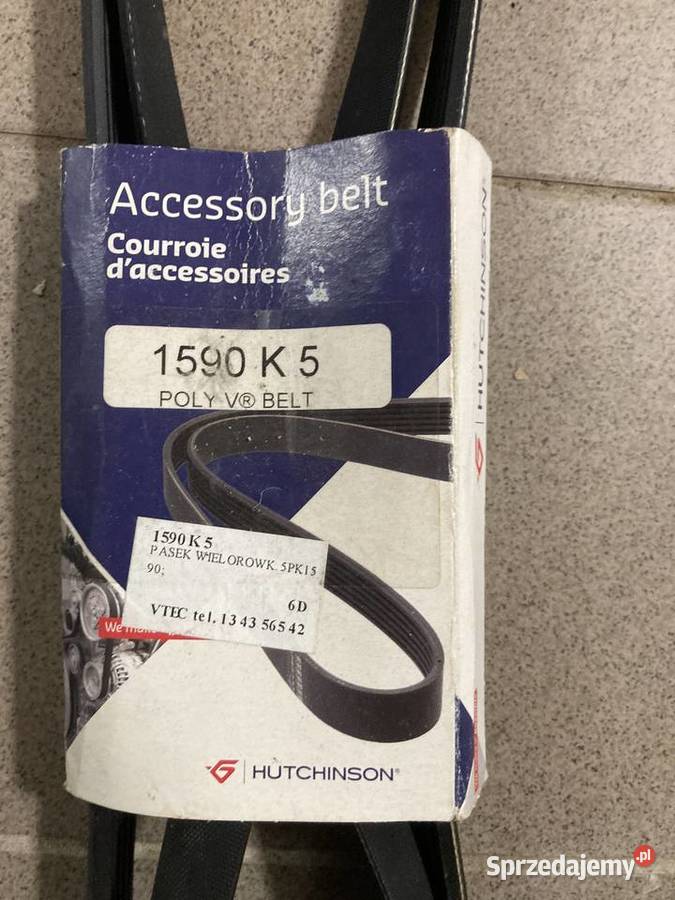 Accessory belt
Courroie
d'accessoires
1590 K 5
POLY V® BELT
1590 K 5
PASEK WIELOROWK. 5PK15
90;
6D
VTEC tel. 13 43 565 42
We
HUTCHINSON®
HUTCHINSON
Sprzedajemy.pl